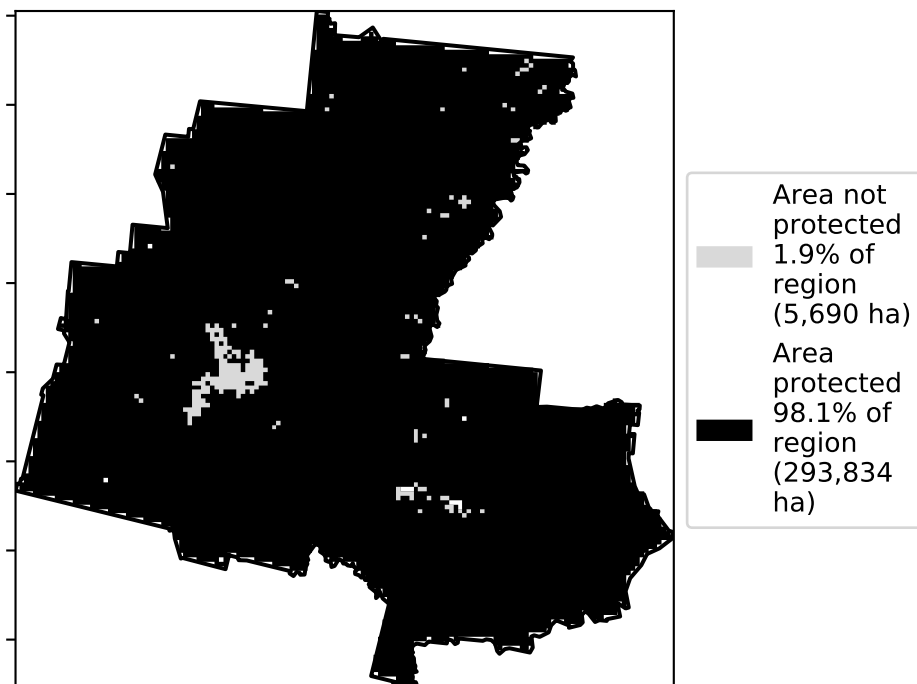 Area not
protected
1.9% of
region
(5,690 ha)
Area
protected
98.1% of
region
(293,834
ha)